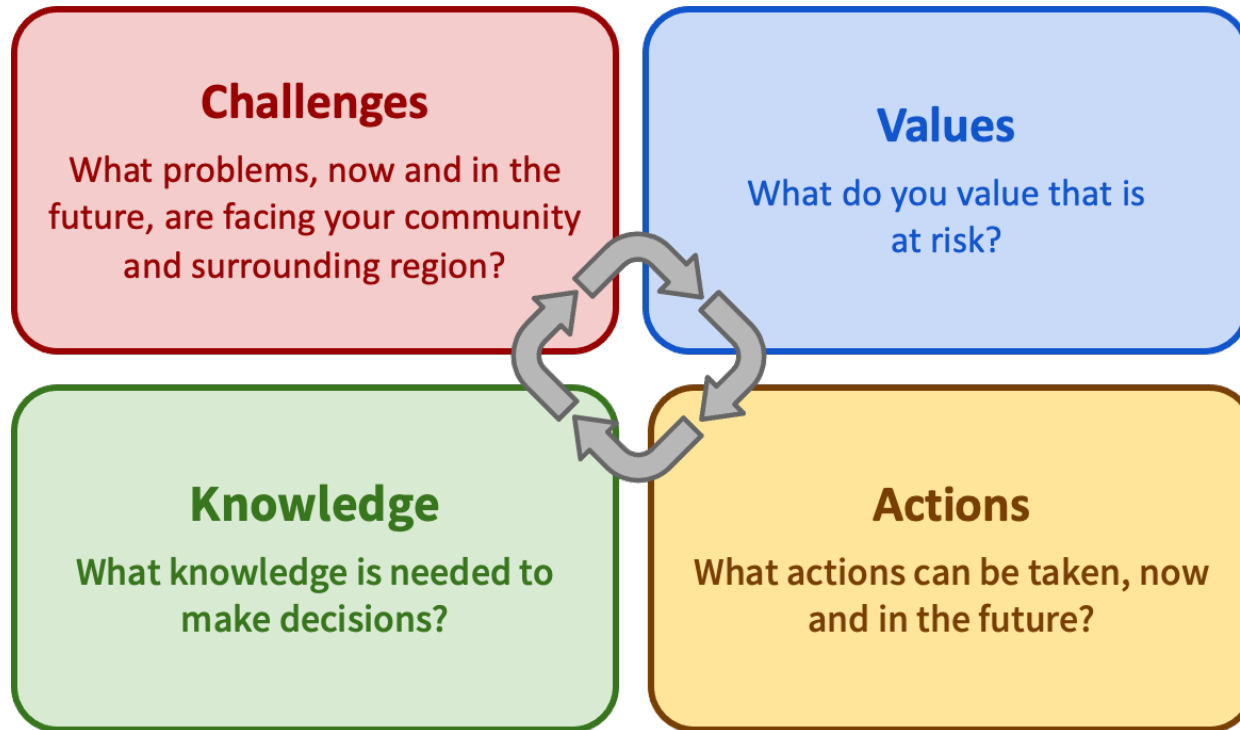 Challenges
What problems, now and in the
future, are facing your community
and surrounding region?
Values
What do you value that is
at risk?
Knowledge
What knowledge is needed to
make decisions?
Actions
What actions can be taken, now
and in the future?